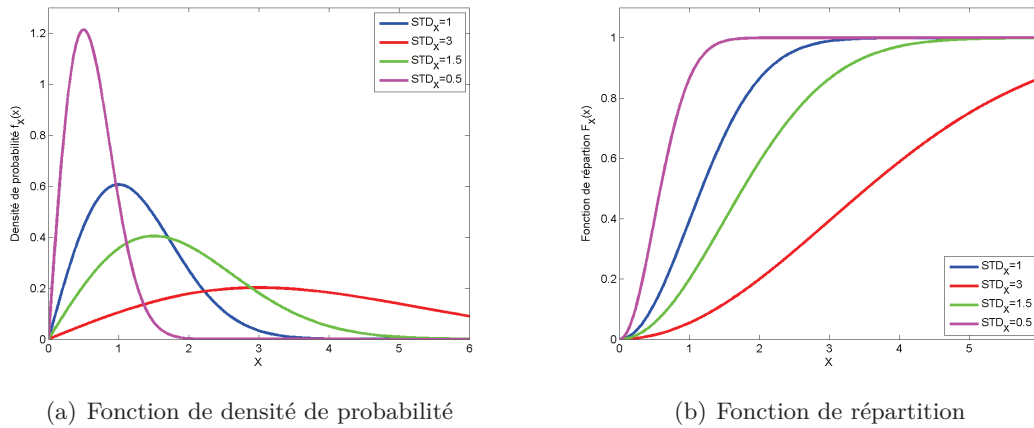 1.2
1
0.8
0.6
0.4
0.2
0
Densité de probabilité f_x(x)
STD_x=1
STD_x=3
STD_x=1.5
STD_x=0.5
0 1 2 3 4 5 6
X
(a) Fonction de densité de probabilité
1
0.8
0.6
0.4
0.2
0
Fonction de répartion F_x(x)
STD_x=1
STD_x=3
STD_x=1.5
STD_x=0.5
0 1 2 3 4 5
X
(b) Fonction de répartition